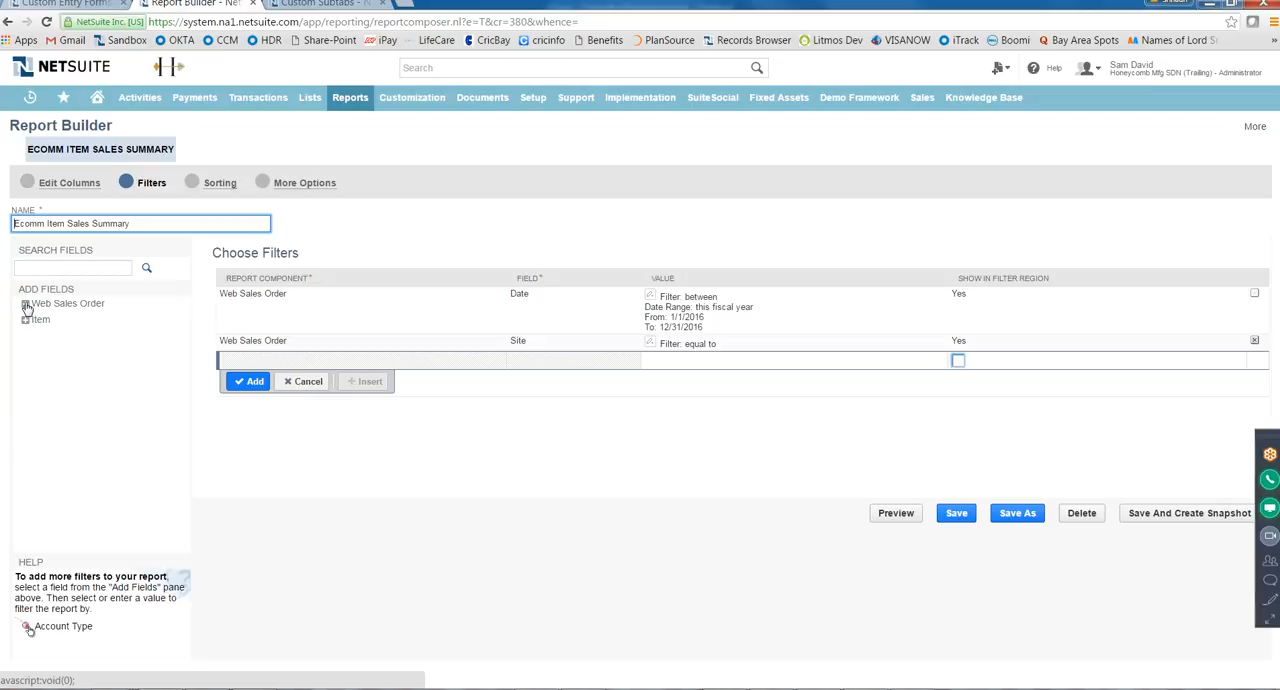 Custom Entry Form
Report Builder - Net
Custom Subtabs - N
NetSuite Inc. [US]
https://system.na1.netsuite.com/app/reporting/reportcomposer.nl?e=T&cr=380&whence=
Apps
Gmail
Sandbox
OKTA
CCM
HDR
Share-Point
iPay
LifeCare
CricBay
cricinfo
Benefits
PlanSource
Records Browser
Litmos Dev
VISANOW
iTrack
Boomi
Bay Area Spots
Names of Lord S
»
NETSUITE
Search
Help
Sam David
Honeycomb Mfg SDN (Trailing) - Administrator
Activities
Payments
Transactions
Lists
Reports
Customization
Documents
Setup
Support
Implementation
SuiteSocial
Fixed Assets
Demo Framework
Sales
Knowledge Base
Report Builder
More
ECOMM ITEM SALES SUMMARY
Edit Columns
Filters
Sorting
More Options
NAME *
Ecomm Item Sales Summary
SEARCH FIELDS
ADD FIELDS
Web Sales Order
Item
Choose Filters
REPORT COMPONENT* FIELD* VALUE SHOW IN FILTER REGION
Web Sales Order Date Filter: between Yes
Date Range: this fiscal year
From: 1/1/2016
To: 12/31/2016
Web Sales Order Site Filter: equal to Yes
Add
Cancel
Insert
Preview
Save
Save As
Delete
Save And Create Snapshot
HELP
To add more filters to your report,
select a field from the "Add Fields" pane
above. Then select or enter a value to
filter the report by.
Account Type
avascript:void(0);